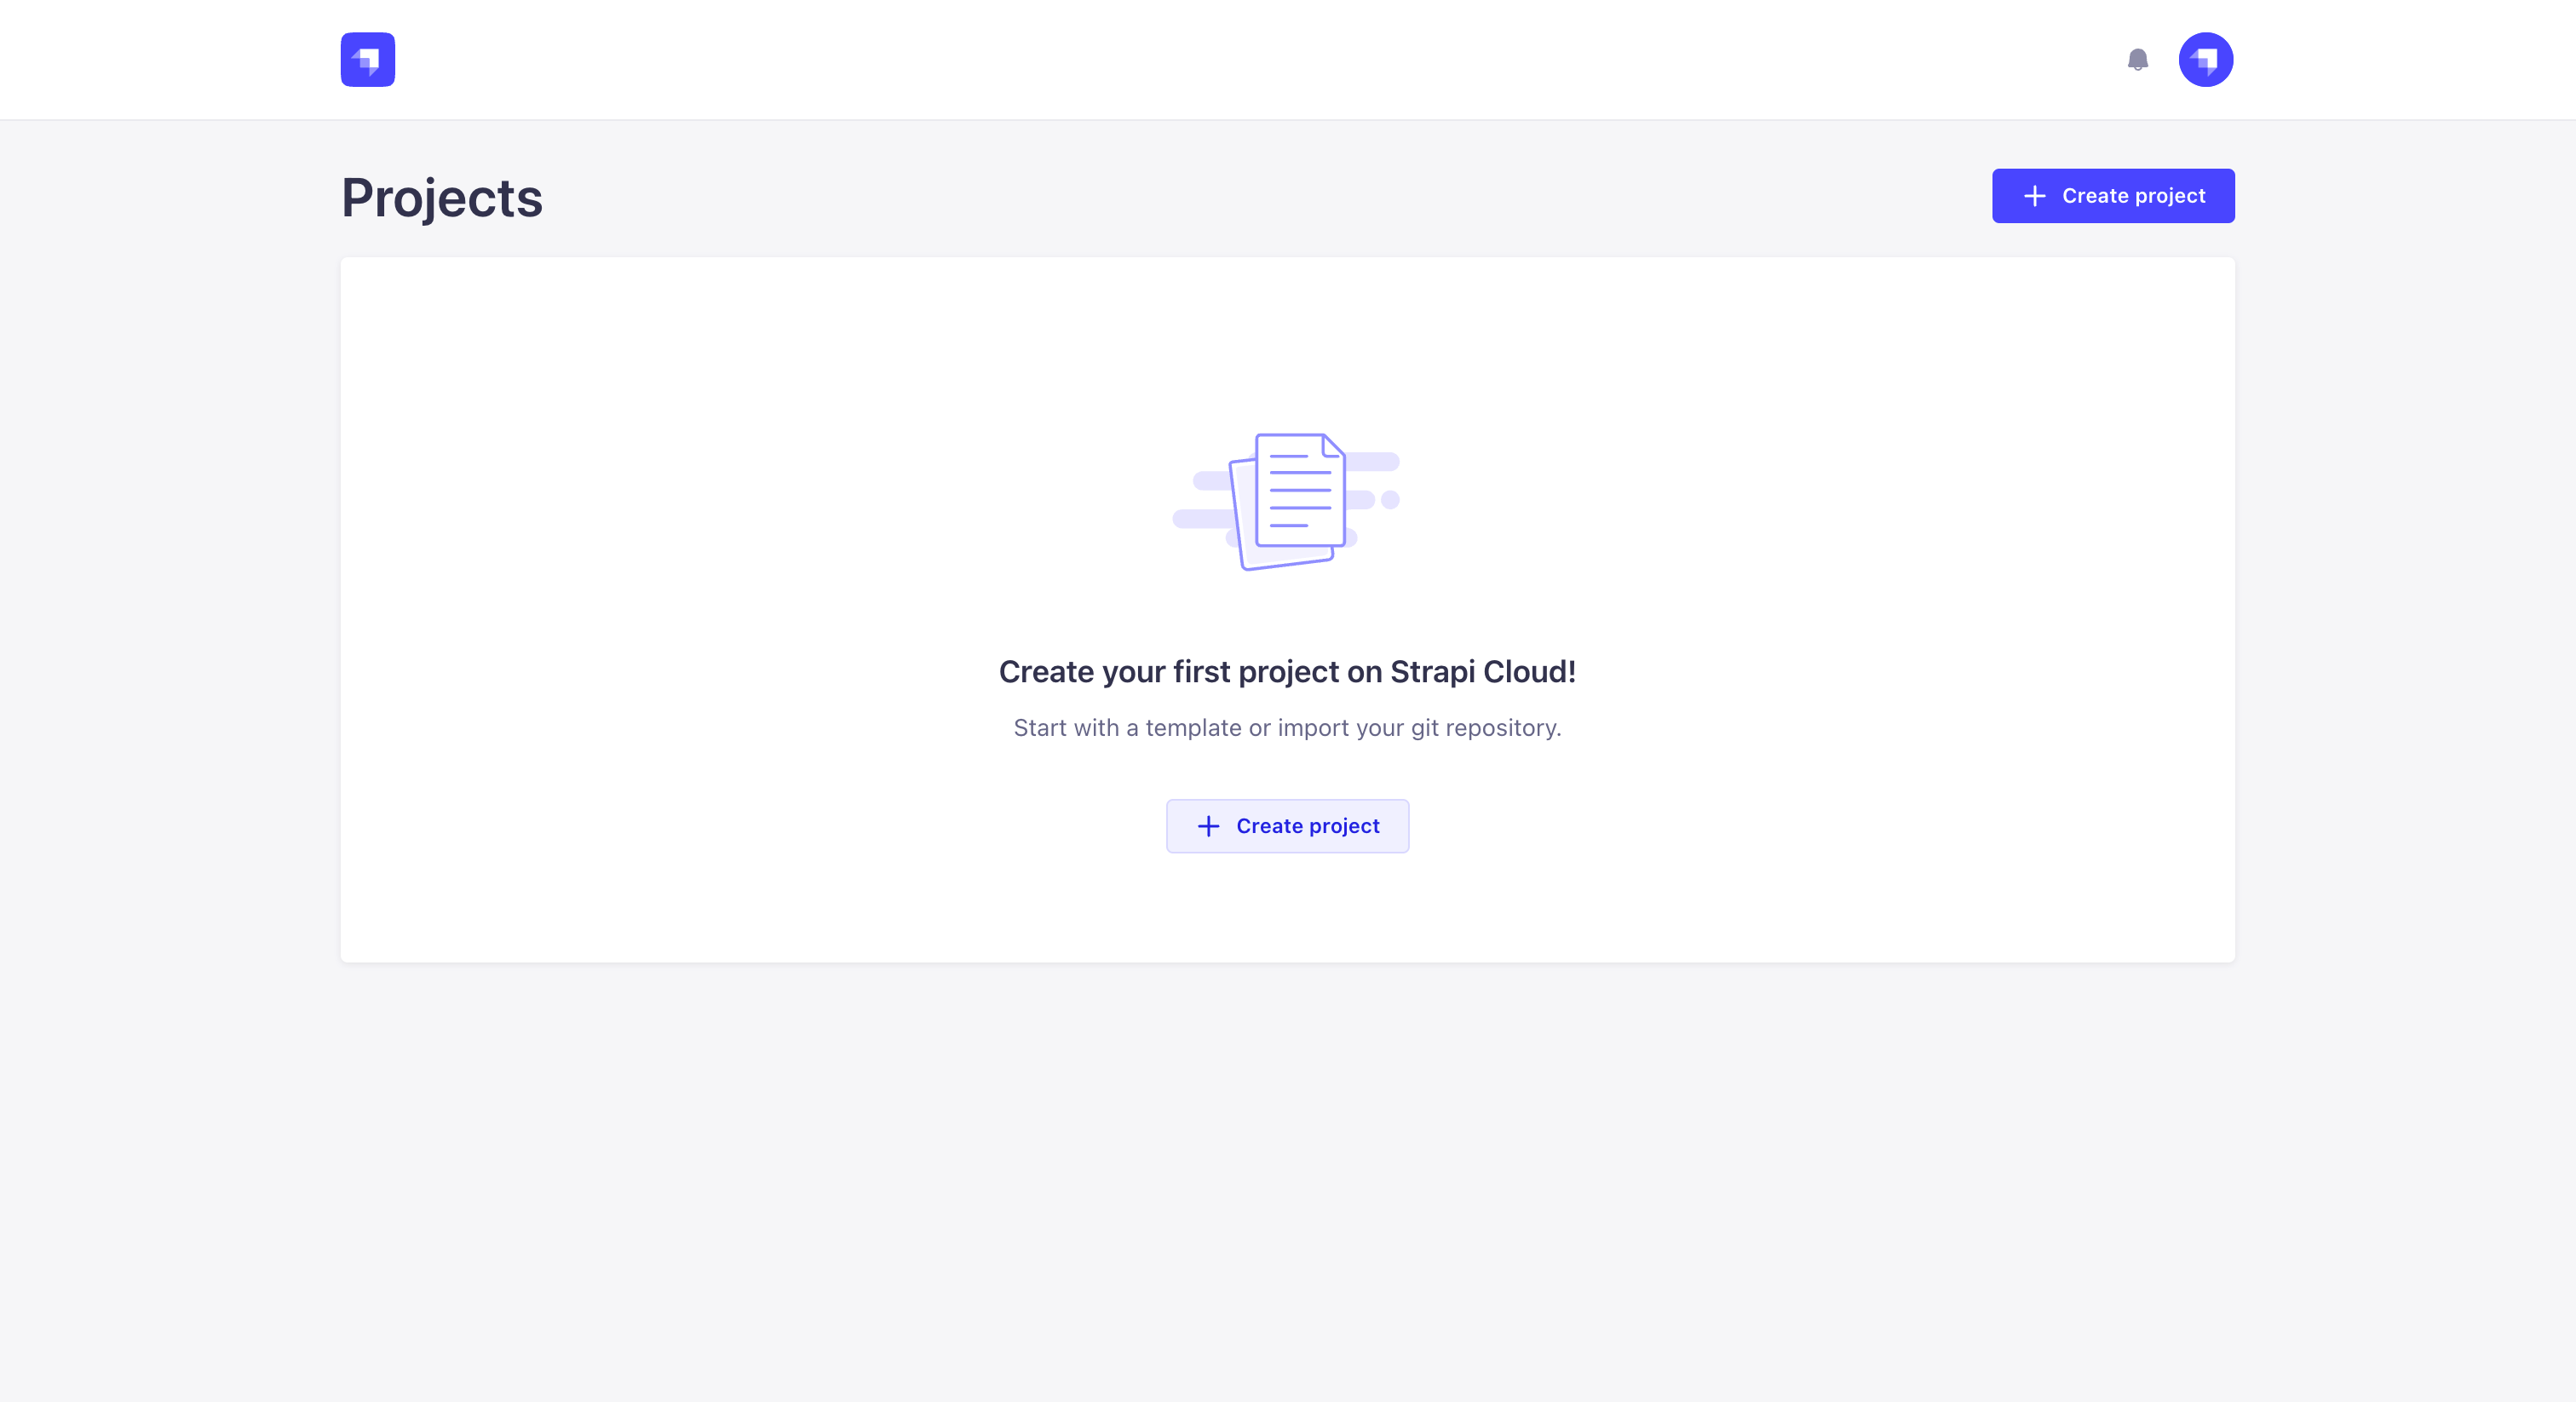 Projects
Create project
Create your first project on Strapi Cloud!
Start with a template or import your git repository.
Create project